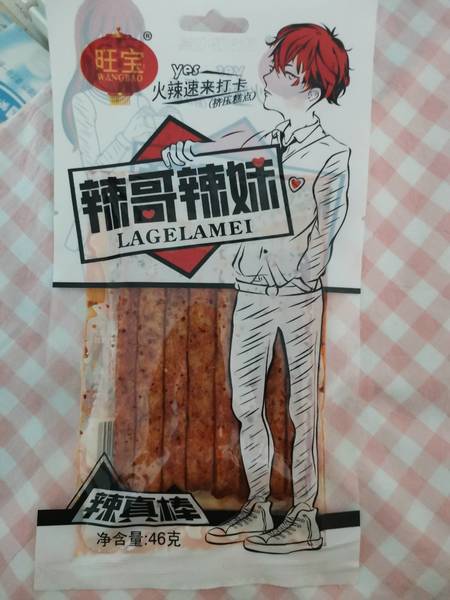 旺宝®
WANGBAO
yes
火辣速来打卡
(挤压糕点)
辣哥辣妹
LAGELAMEI
辣真棒
净含量:46克